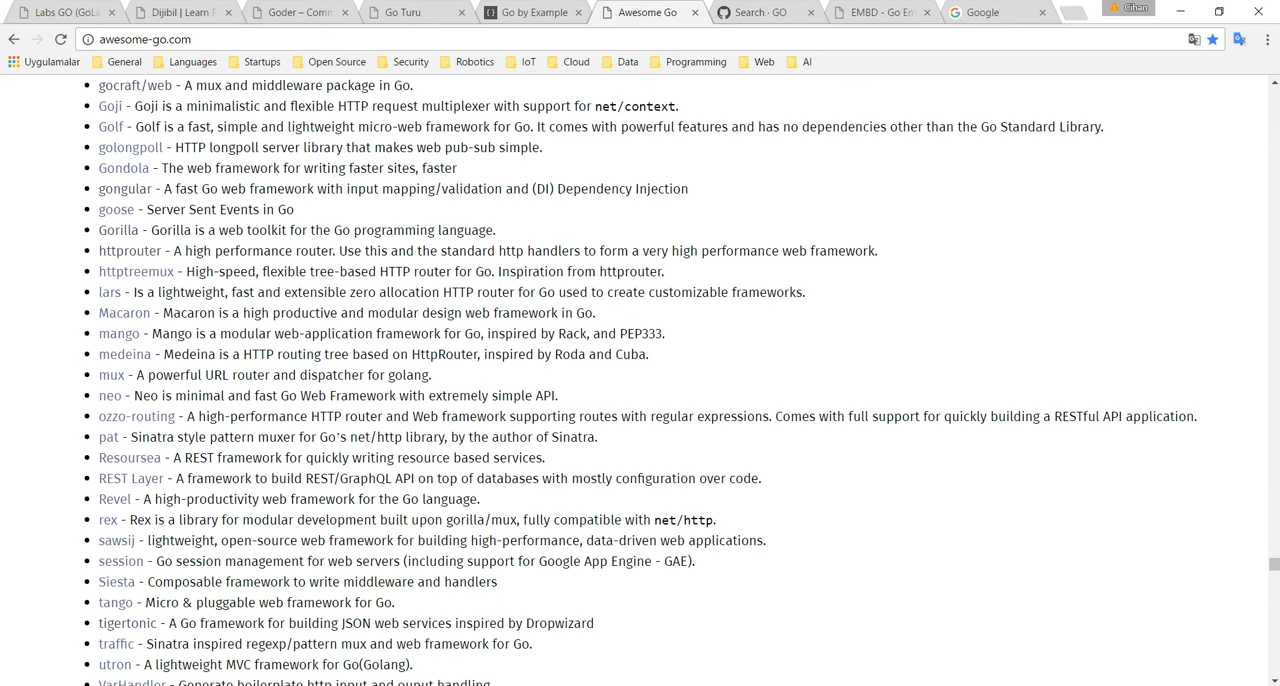 Labs GO (GoLa
Dijibil | Learn F
Goder – Comm
Go Turu
Go by Example
Awesome Go
Search · GO
EMBD - Go Em
Google
Cihan
awesome-go.com
Uygulamalar General Languages Startups Open Source Security Robotics IoT Cloud Data Programming Web AI
gocraft/web - A mux and middleware package in Go.
Goji - Goji is a minimalistic and flexible HTTP request multiplexer with support for net/context.
Golf - Golf is a fast, simple and lightweight micro-web framework for Go. It comes with powerful features and has no dependencies other than the Go Standard Library.
golongpoll - HTTP longpoll server library that makes web pub-sub simple.
Gondola - The web framework for writing faster sites, faster
gongular - A fast Go web framework with input mapping/validation and (DI) Dependency Injection
goose - Server Sent Events in Go
Gorilla - Gorilla is a web toolkit for the Go programming language.
httprouter - A high performance router. Use this and the standard http handlers to form a very high performance web framework.
httptreemux - High-speed, flexible tree-based HTTP router for Go. Inspiration from httprouter.
lars - Is a lightweight, fast and extensible zero allocation HTTP router for Go used to create customizable frameworks.
Macaron - Macaron is a high productive and modular design web framework in Go.
mango - Mango is a modular web-application framework for Go, inspired by Rack, and PEP333.
medeina - Medeina is a HTTP routing tree based on HttpRouter, inspired by Roda and Cuba.
mux - A powerful URL router and dispatcher for golang.
neo - Neo is minimal and fast Go Web Framework with extremely simple API.
ozzo-routing - A high-performance HTTP router and Web framework supporting routes with regular expressions. Comes with full support for quickly building a RESTful API application.
pat - Sinatra style pattern muxer for Go’s net/http library, by the author of Sinatra.
Resoursea - A REST framework for quickly writing resource based services.
REST Layer - A framework to build REST/GraphQL API on top of databases with mostly configuration over code.
Revel - A high-productivity web framework for the Go language.
rex - Rex is a library for modular development built upon gorilla/mux, fully compatible with net/http.
sawsij - lightweight, open-source web framework for building high-performance, data-driven web applications.
session - Go session management for web servers (including support for Google App Engine - GAE).
Siesta - Composable framework to write middleware and handlers
tango - Micro & pluggable web framework for Go.
tigertonic - A Go framework for building JSON web services inspired by Dropwizard
traffic - Sinatra inspired regexp/pattern mux and web framework for Go.
utron - A lightweight MVC framework for Go(Golang).
VarHandler - Generate boilerplate http input and ouput handling.